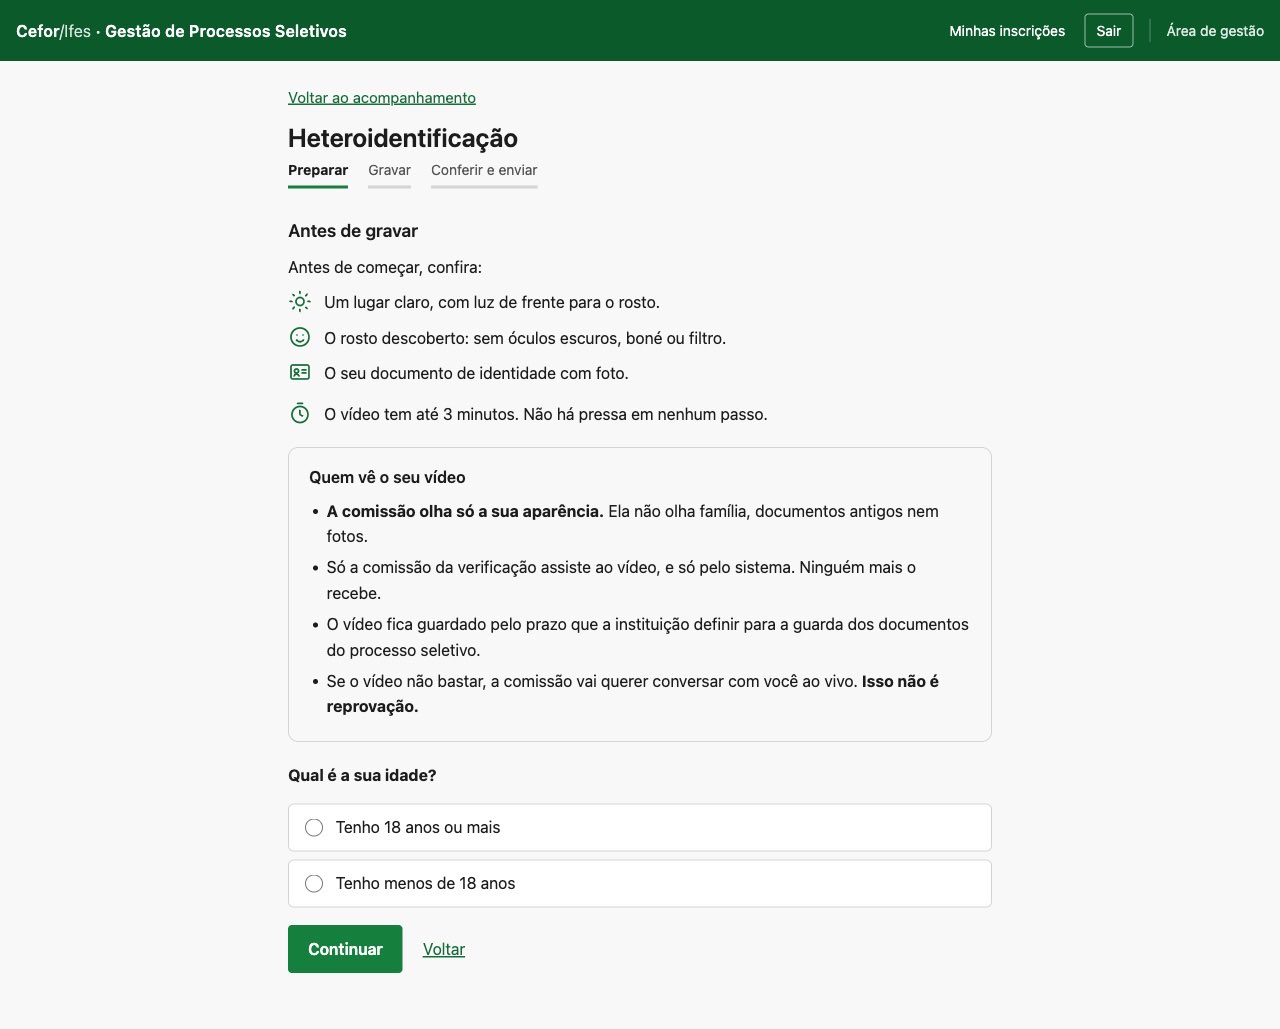 Cefor/Ifes · Gestão de Processos Seletivos
Minhas inscrições
Sair
Área de gestão
Voltar ao acompanhamento
Heteroidentificação
Preparar
Gravar
Conferir e enviar
Antes de gravar
Antes de começar, confira:
Um lugar claro, com luz de frente para o rosto.
O rosto descoberto: sem óculos escuros, boné ou filtro.
O seu documento de identidade com foto.
O vídeo tem até 3 minutos. Não há pressa em nenhum passo.
Quem vê o seu vídeo
• A comissão olha só a sua aparência. Ela não olha família, documentos antigos nem
fotos.
• Só a comissão da verificação assiste ao vídeo, e só pelo sistema. Ninguém mais o
recebe.
• O vídeo fica guardado pelo prazo que a instituição definir para a guarda dos documentos
do processo seletivo.
• Se o vídeo não bastar, a comissão vai querer conversar com você ao vivo. Isso não é
reprovação.
Qual é a sua idade?
Tenho 18 anos ou mais
Tenho menos de 18 anos
Continuar
Voltar